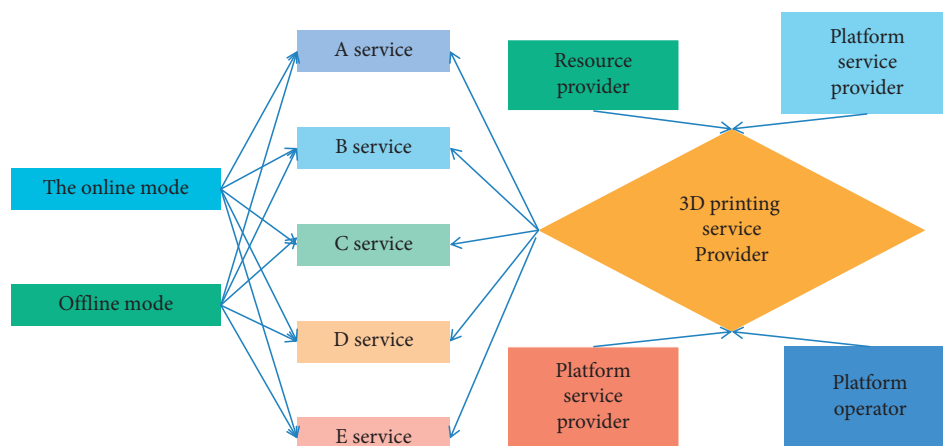 A service
B service
C service
D service
E service
The online mode
Offline mode
Resource
provider
Platform
service
provider
3D printing
service
Provider
Platform
service
provider
Platform
operator